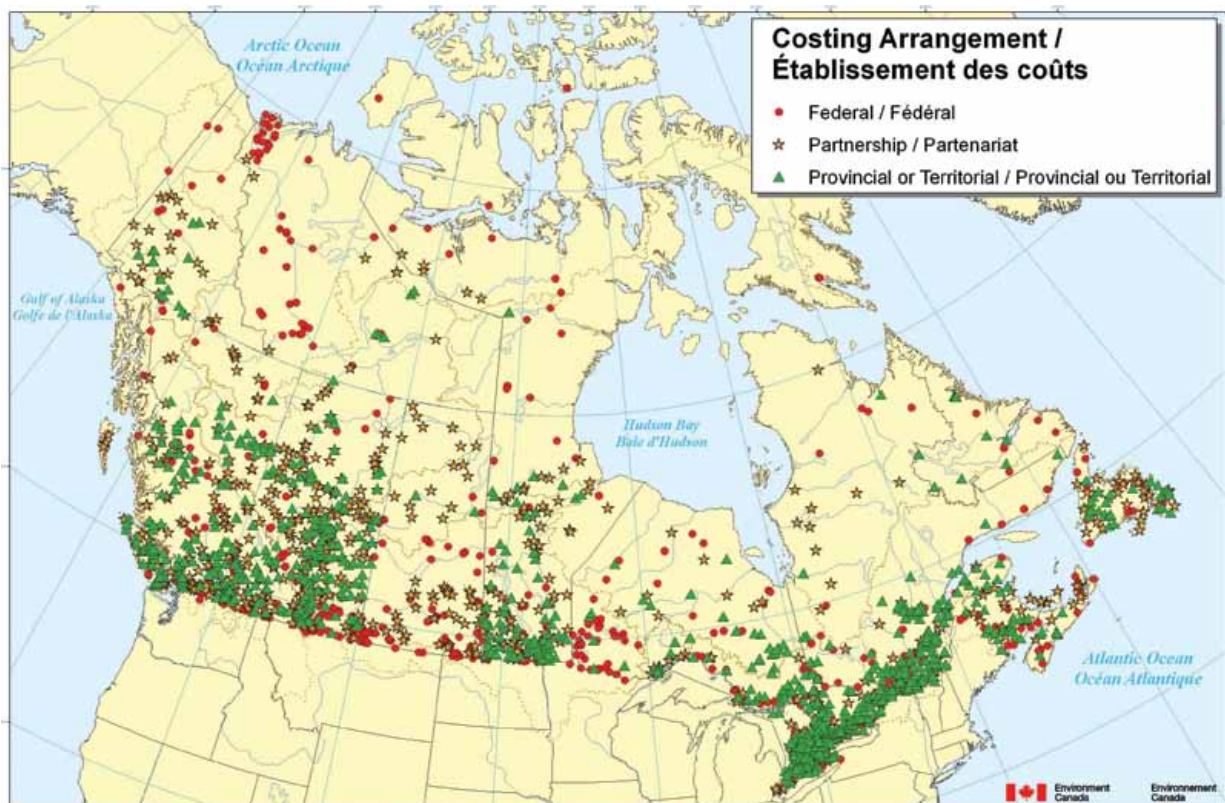 Arctic Ocean
Océan Arctique
Costing Arrangement /
Établissement des coûts
Federal / Fédéral
Partnership / Partenariat
Provincial or Territorial / Provincial ou Territorial
Gulf of Alaska
Golfe de l'Alaska
Hudson Bay
Baie d'Hudson
Atlantic Ocean
Océan Atlantique
Environment
Canada
Environnement
Canada